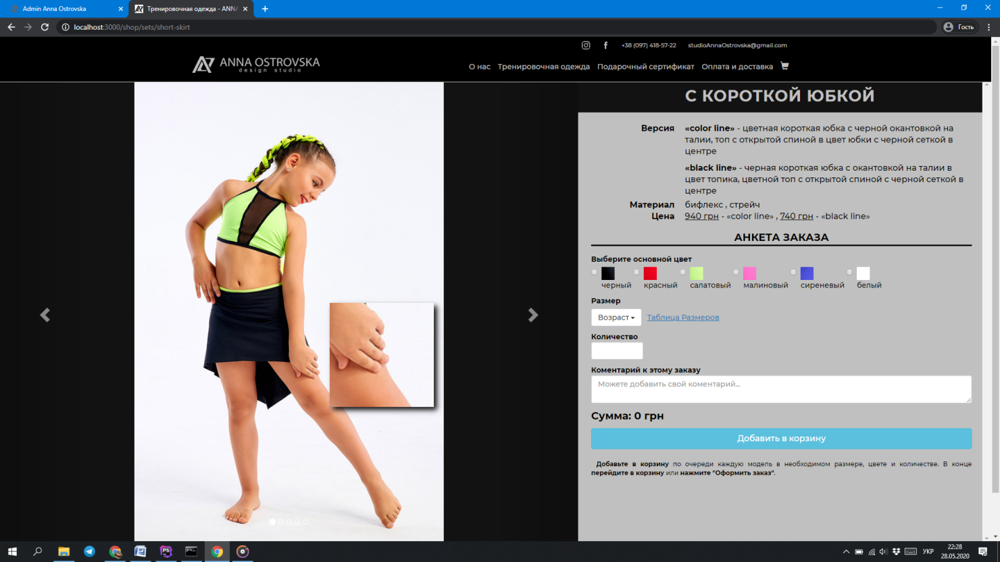 Admin Anna Ostrovska
Тренировочная одежда - ANN
localhost:3000/shop/sets/short-skirt
Гость
+38 (097) 418-57-22
studioAnnaOstrovska@gmail.com
ANNA OSTROVSKA
design studio
О нас
Тренировочная одежда
Подарочный сертификат
Оплата и доставка
С КОРОТКОЙ ЮБКОЙ
Версия
«color line» - цветная короткая юбка с черной окантовкой на
талии, топ с открытой спиной в цвет юбки с черной сеткой в
центре
«black line» - черная короткая юбка с окантовкой на талии в
цвет топика, цветной топ с открытой спиной с черной сеткой в
центре
Материал
бифлекс , стрейч
Цена
940 грн - «color line» , 740 грн - «black line»
АНКЕТА ЗАКАЗА
Выберите основной цвет
черный
красный
салатовый
малиновый
сиреневый
белый
Размер
Возраст
Таблица Размеров
Количество
Коментарий к этому заказу
Можете добавить свой коментарий...
Сумма: 0 грн
Добавить в корзину
Добавьте в корзину по очереди каждую модель в необходимом размере, цвете и количестве. В конце
перейдите в корзину или нажмите "Оформить заказ".
PS
УКР
22:28
28.05.2020